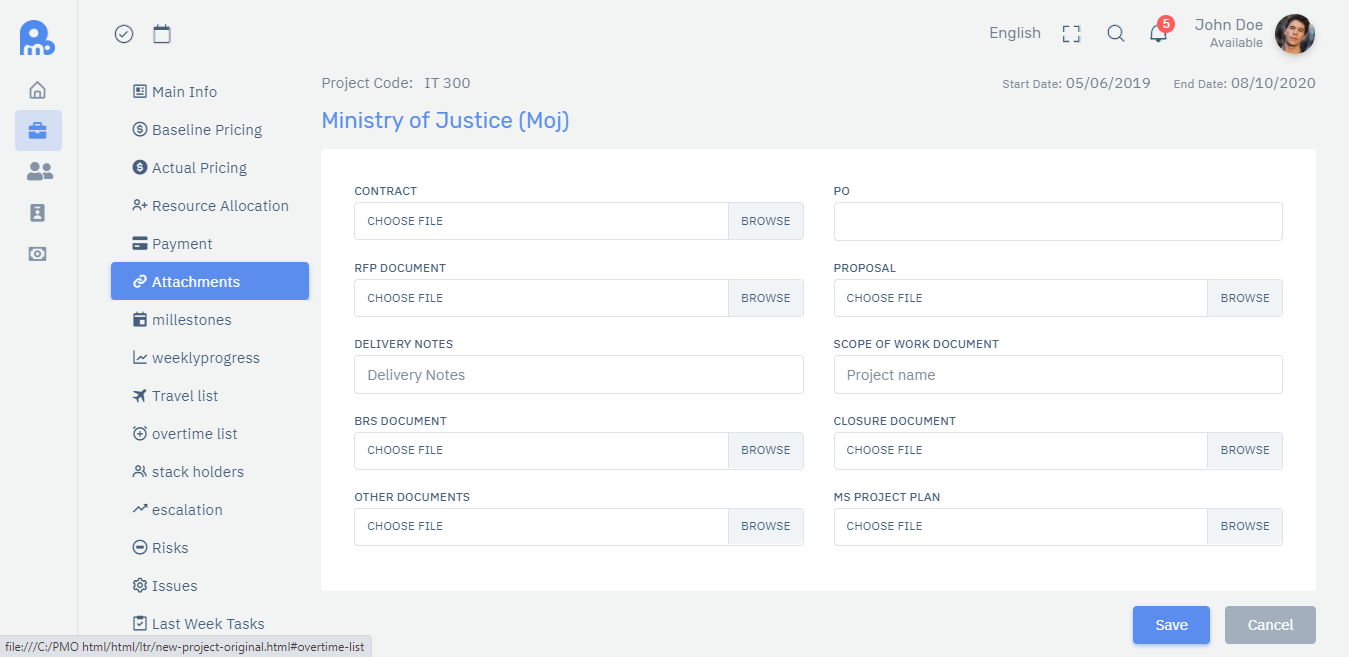 English
5
John Doe
Available
Project Code: IT 300
Start Date: 05/06/2019 End Date: 08/10/2020
Ministry of Justice (Moj)
Main Info
Baseline Pricing
Actual Pricing
Resource Allocation
Payment
Attachments
millestones
weeklyprogress
Travel list
overtime list
stack holders
escalation
Risks
Issues
Last Week Tasks
CONTRACT
CHOOSE FILE BROWSE
PO
RFP DOCUMENT
CHOOSE FILE BROWSE
PROPOSAL
CHOOSE FILE BROWSE
DELIVERY NOTES
Delivery Notes
SCOPE OF WORK DOCUMENT
Project name
BRS DOCUMENT
CHOOSE FILE BROWSE
CLOSURE DOCUMENT
CHOOSE FILE BROWSE
OTHER DOCUMENTS
CHOOSE FILE BROWSE
MS PROJECT PLAN
CHOOSE FILE BROWSE
Save Cancel
file:///C:/PMO html/html/ltr/new-project-original.html#overtime-list